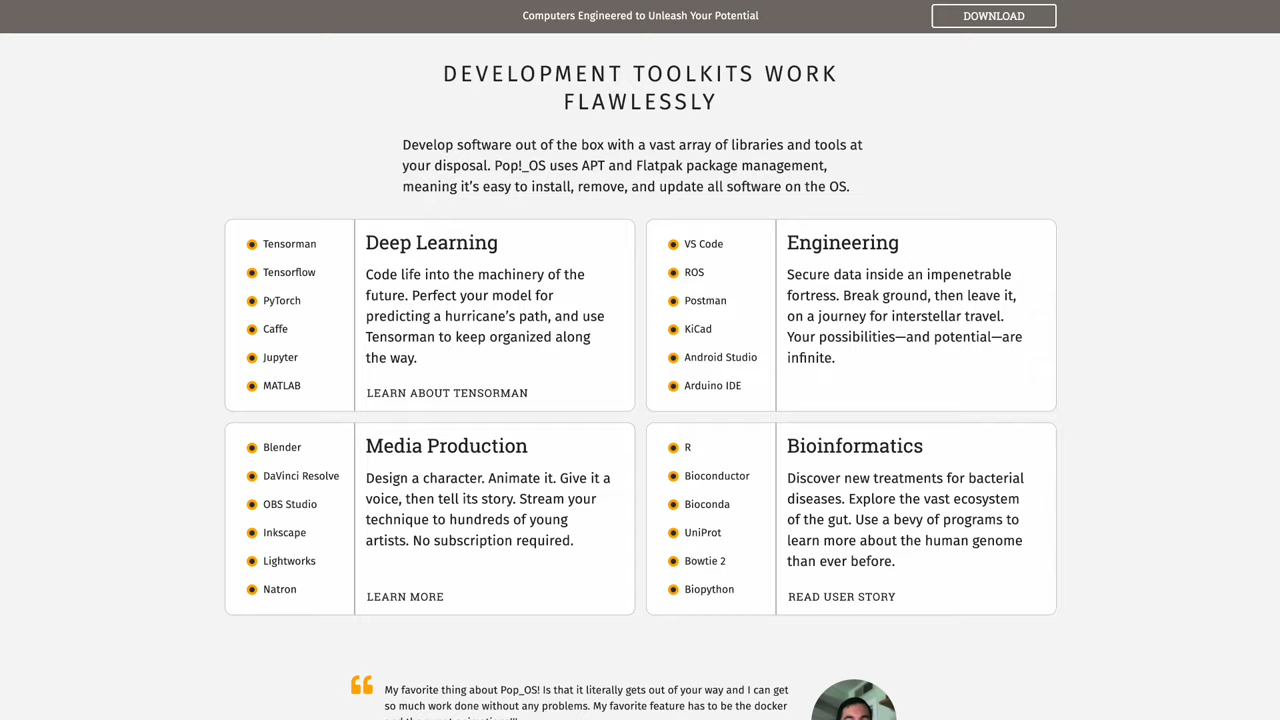 Computers Engineered to Unleash Your Potential
DOWNLOAD
DEVELOPMENT TOOLKITS WORK
FLAWLESSLY
Develop software out of the box with a vast array of libraries and tools at
your disposal. Pop!_OS uses APT and Flatpak package management,
meaning it's easy to install, remove, and update all software on the OS.
Tensorman
Tensorflow
PyTorch
Caffe
Jupyter
MATLAB
Deep Learning
Code life into the machinery of the
future. Perfect your model for
predicting a hurricane's path, and use
Tensorman to keep organized along
the way.
LEARN ABOUT TENSORMAN
VS Code
ROS
Postman
KiCad
Android Studio
Arduino IDE
Engineering
Secure data inside an impenetrable
fortress. Break ground, then leave it,
on a journey for interstellar travel.
Your possibilities—and potential—are
infinite.
Blender
DaVinci Resolve
OBS Studio
Inkscape
Lightworks
Natron
Media Production
Design a character. Animate it. Give it a
voice, then tell its story. Stream your
technique to hundreds of young
artists. No subscription required.
LEARN MORE
R
Bioconductor
Bioconda
UniProt
Bowtie 2
Biopython
Bioinformatics
Discover new treatments for bacterial
diseases. Explore the vast ecosystem
of the gut. Use a bevy of programs to
learn more about the human genome
than ever before.
READ USER STORY
My favorite thing about Pop_OS! Is that it literally gets out of your way and I can get
so much work done without any problems. My favorite feature has to be the docker